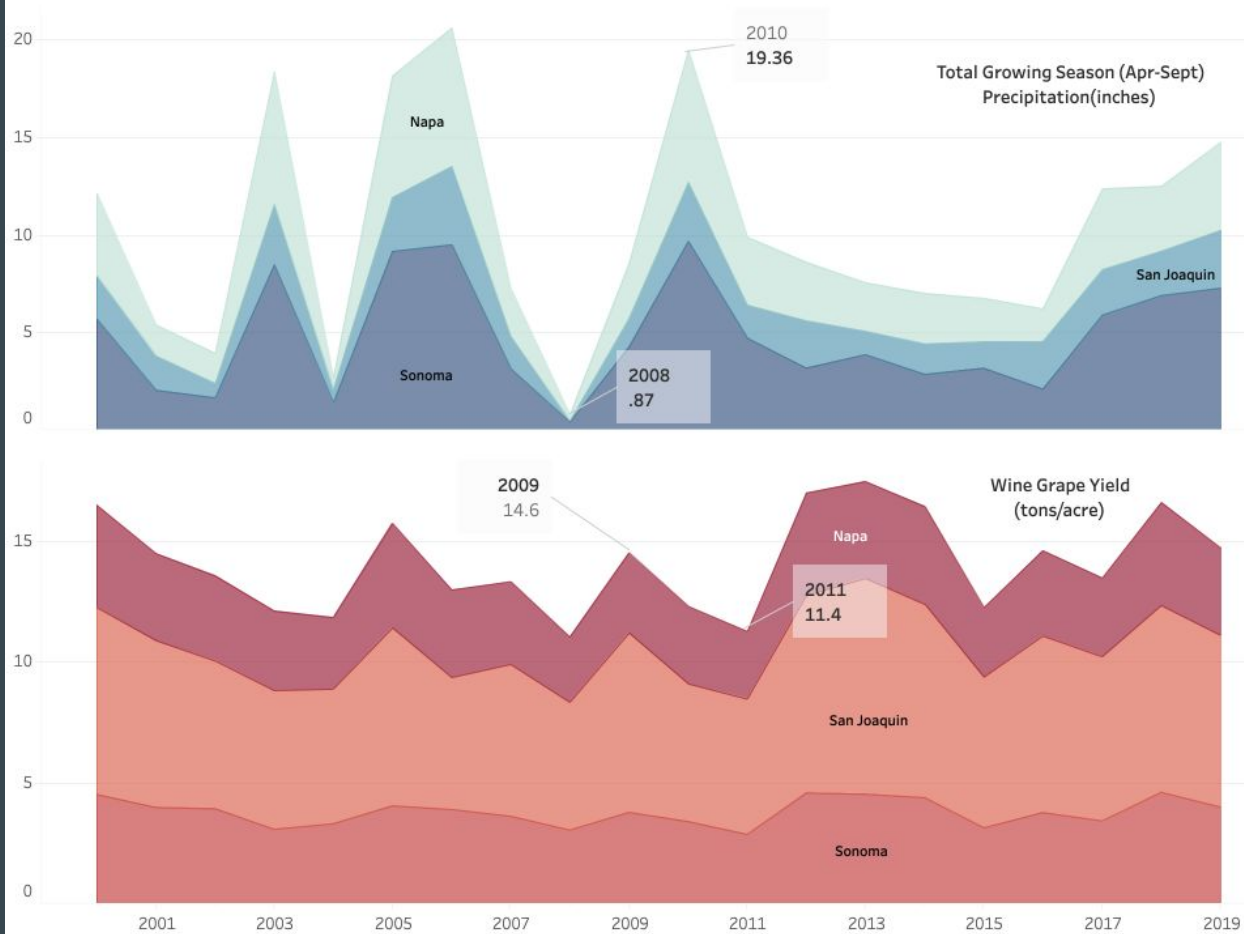 20
15
10
5
0
2010
19.36
Total Growing Season (Apr-Sept)
Precipitation(inches)
Napa
San Joaquin
Sonoma
2008
.87
15
10
5
0
2009
14.6
Wine Grape Yield
(tons/acre)
Napa
2011
11.4
San Joaquin
Sonoma
2001 2003 2005 2007 2009 2011 2013 2015 2017 2019